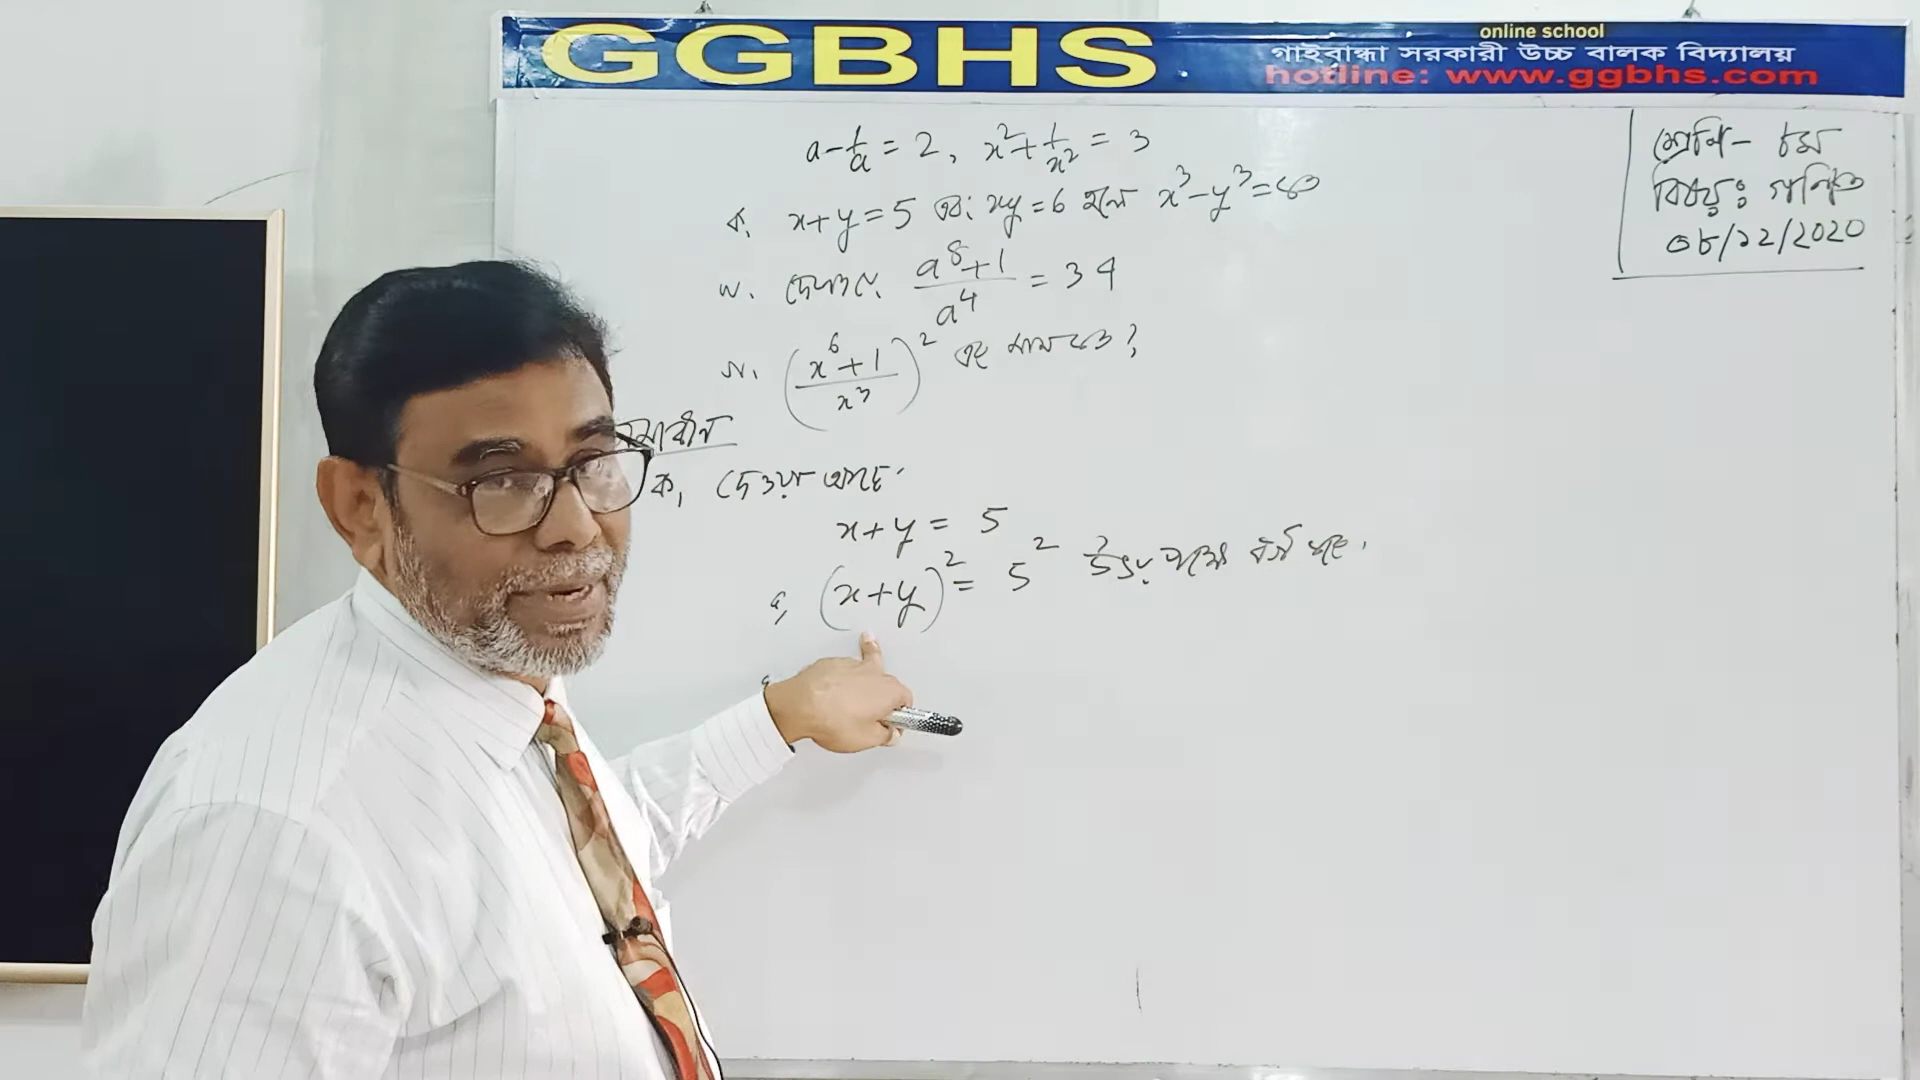 GGBHS
online school
গাইবান্ধা সরকারী উচ্চ বালক বিদ্যালয়
hotline: www.ggbhs.com
শ্রেণি- ৮ম
বিষয়ঃ গণিত
০৮/১২/২০২০
a-1/a = 2, x²+1/x² = 3
ক. x+y=5 এবং xy=6 হলে x³-y³=কত
খ. দেখাও যে, (a⁸+1)/a⁴ = 34
গ. ((x⁶+1)/x³)² এর মান কত?
সমাধান
ক, দেওয়া আছে,
x+y = 5
বা, (x+y)² = 5² উভয় পক্ষে বর্গ করে,